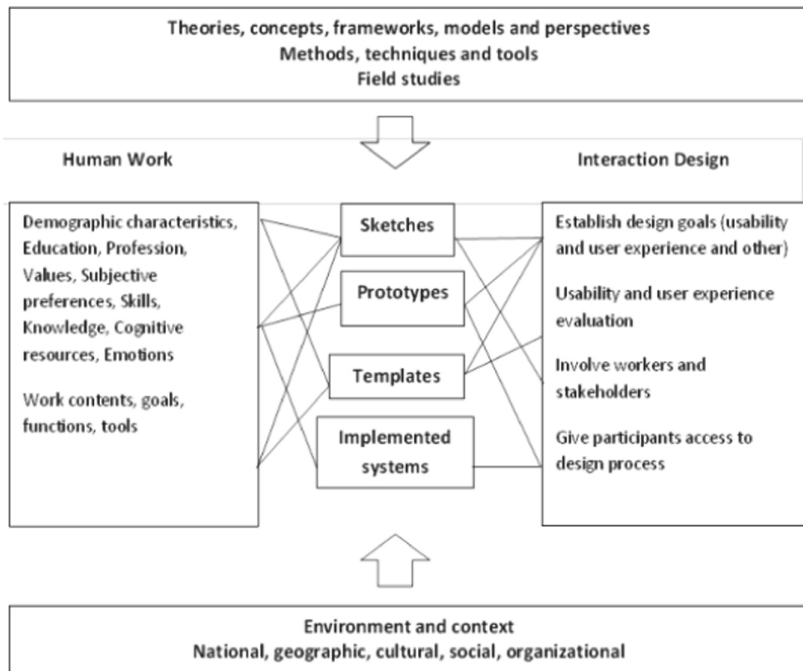 Theories, concepts, frameworks, models and perspectives
Methods, techniques and tools
Field studies
Human Work
Interaction Design
Demographic characteristics,
Education, Profession,
Values, Subjective
preferences, Skills,
Knowledge, Cognitive
resources, Emotions
Work contents, goals,
functions, tools
Sketches
Prototypes
Templates
Implemented
systems
Establish design goals (usability
and user experience and other)
Usability and user experience
evaluation
Involve workers and
stakeholders
Give participants access to
design process
Environment and context
National, geographic, cultural, social, organizational